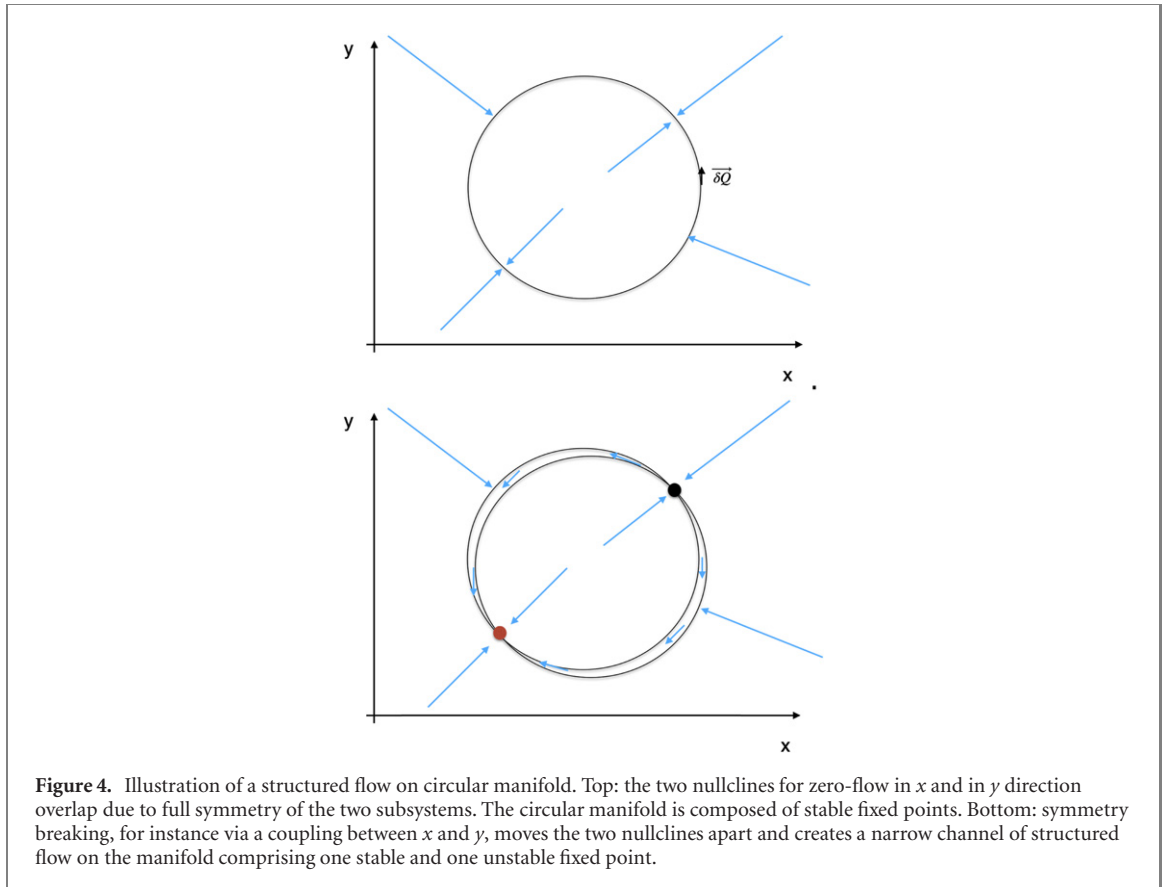 y
δQ
x
.
y
x
Figure 4. Illustration of a structured flow on circular manifold. Top: the two nullclines for zero-flow in x and in y direction
overlap due to full symmetry of the two subsystems. The circular manifold is composed of stable fixed points. Bottom: symmetry
breaking, for instance via a coupling between x and y, moves the two nullclines apart and creates a narrow channel of structured
flow on the manifold comprising one stable and one unstable fixed point.